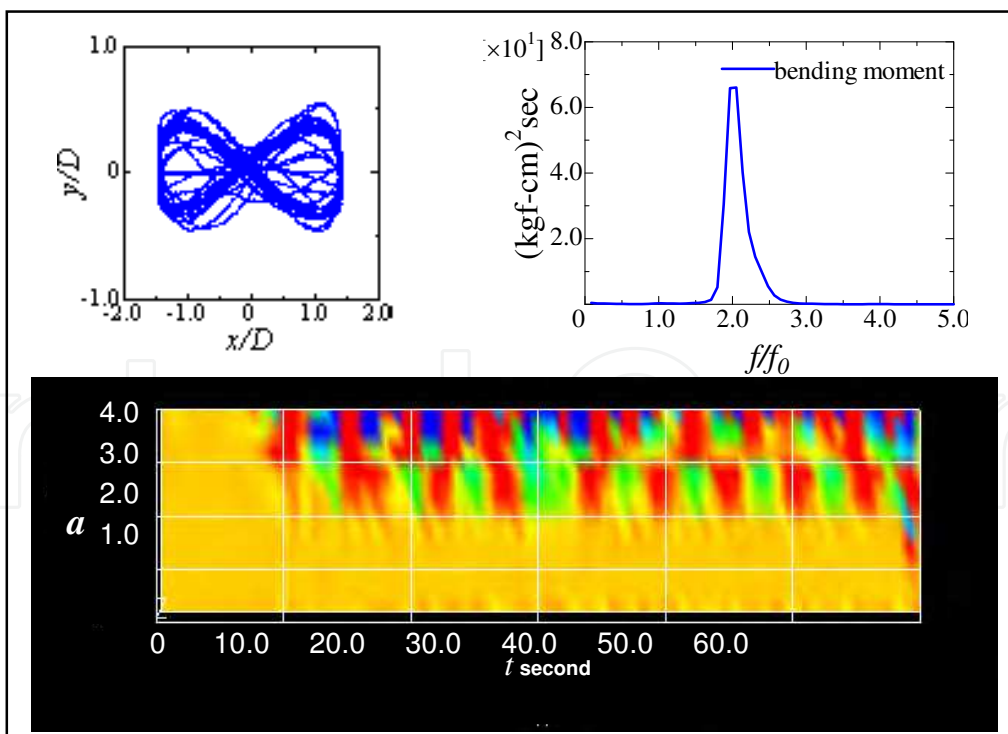 1.0
0
-1.0
y/D
-2.0 -1.0 0 1.0 2.0
x/D
×10¹]
8.0
6.0
4.0
2.0
(kgf-cm)² sec
bending moment
0 1.0 2.0 3.0 4.0 5.0
f/f₀
4.0
3.0
2.0
1.0
a
0 10.0 20.0 30.0 40.0 50.0 60.0
t second